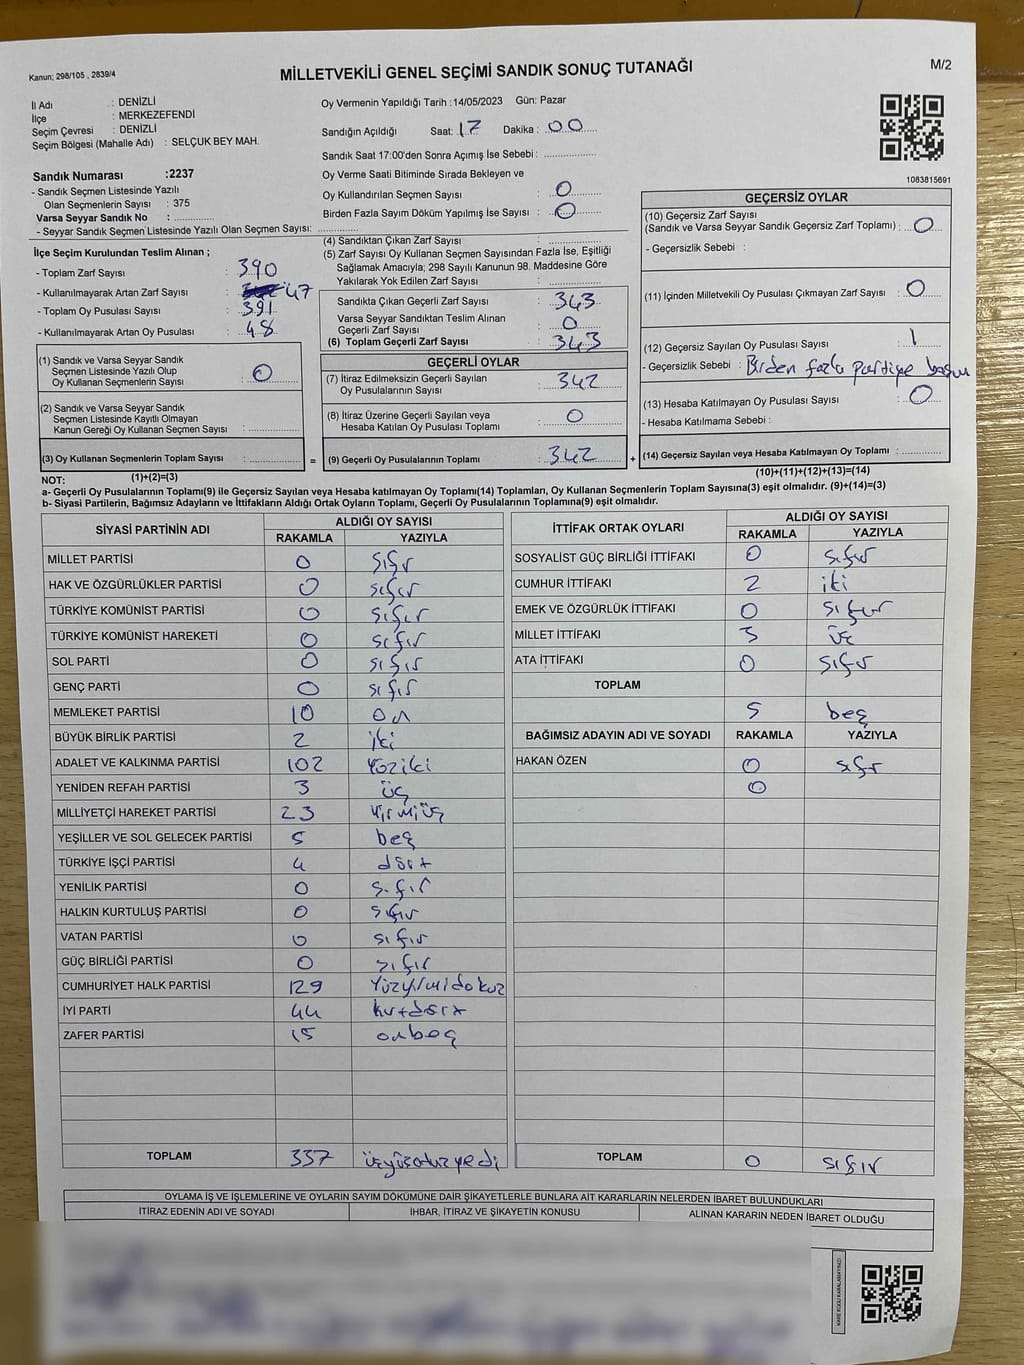 Kanun; 298/105 , 2839/4
MİLLETVEKİLİ GENEL SEÇİMİ SANDIK SONUÇ TUTANAĞI
M/2
İl Adı : DENİZLİ
İlçe : MERKEZEFENDİ
Seçim Çevresi : DENİZLİ
Seçim Bölgesi (Mahalle Adı) : SELÇUK BEY MAH.
Sandık Numarası :2237
- Sandık Seçmen Listesinde Yazılı
Olan Seçmenlerin Sayısı : 375
Varsa Seyyar Sandık No : ..............
- Seyyar Sandık Seçmen Listesinde Yazılı Olan Seçmen Sayısı: ..............
Oy Vermenin Yapıldığı Tarih :14/05/2023 Gün: Pazar
Sandığın Açıldığı Saat: 17 Dakika : 00
Sandık Saat 17:00'den Sonra Açımış İse Sebebi : ..............
Oy Verme Saati Bitiminde Sırada Bekleyen ve
Oy Kullandırılan Seçmen Sayısı : 0
Birden Fazla Sayım Döküm Yapılmış İse Sayısı : 0
1083815691
İlçe Seçim Kurulundan Teslim Alınan ;
- Toplam Zarf Sayısı : 390
- Kullanılmayarak Artan Zarf Sayısı : 47
- Toplam Oy Pusulası Sayısı : 391
- Kullanılmayarak Artan Oy Pusulası : 48
(1) Sandık ve Varsa Seyyar Sandık
Seçmen Listesinde Yazılı Olup
Oy Kullanan Seçmenlerin Sayısı : 0
(2) Sandık ve Varsa Seyyar Sandık
Seçmen Listesinde Kayıtlı Olmayan
Kanun Gereği Oy Kullanan Seçmen Sayısı : ..............
(3) Oy Kullanan Seçmenlerin Toplam Sayısı : ..............
(4) Sandıktan Çıkan Zarf Sayısı : ..............
(5) Zarf Sayısı Oy Kullanan Seçmen Sayısından Fazla İse, Eşitliği
Sağlamak Amacıyla; 298 Sayılı Kanunun 98. Maddesine Göre
Yakılarak Yok Edilen Zarf Sayısı : ..............
Sandıkta Çıkan Geçerli Zarf Sayısı : 343
Varsa Seyyar Sandıktan Teslim Alınan
Geçerli Zarf Sayısı : 0
(6) Toplam Geçerli Zarf Sayısı : 343
GEÇERLİ OYLAR
(7) İtiraz Edilmeksizin Geçerli Sayılan
Oy Pusulalarının Sayısı : 342
(8) İtiraz Üzerine Geçerli Sayılan veya
Hesaba Katılan Oy Pusulası Toplamı : 0
= (9) Geçerli Oy Pusulalarının Toplamı : 342 +
GEÇERSİZ OYLAR
(10) Geçersiz Zarf Sayısı
(Sandık ve Varsa Seyyar Sandık Geçersiz Zarf Toplamı) : 0
- Geçersizlik Sebebi :
(11) İçinden Milletvekili Oy Pusulası Çıkmayan Zarf Sayısı : 0
(12) Geçersiz Sayılan Oy Pusulası Sayısı : 1
- Geçersizlik Sebebi : Birden fazla partiye basım
(13) Hesaba Katılmayan Oy Pusulası Sayısı : 0
- Hesaba Katılmama Sebebi :
(14) Geçersiz Sayılan veya Hesaba Katılmayan Oy Toplamı : ..............
NOT: (1)+(2)=(3)
(10)+(11)+(12)+(13)=(14)
a- Geçerli Oy Pusulalarının Toplamı(9) ile Geçersiz Sayılan veya Hesaba katılmayan Oy Toplamı(14) Toplamları, Oy Kullanan Seçmenlerin Toplam Sayısına(3) eşit olmalıdır. (9)+(14)=(3)
b- Siyasi Partilerin, Bağımsız Adayların ve İttifakların Aldığı Ortak Oyların Toplamı, Geçerli Oy Pusulalarının Toplamına(9) eşit olmalıdır.
SİYASİ PARTİNİN ADI ALDIĞI OY SAYISI
RAKAMLA YAZIYLA
MİLLET PARTİSİ 0 sıfır
HAK VE ÖZGÜRLÜKLER PARTİSİ 0 sıfır
TÜRKİYE KOMÜNİST PARTİSİ 0 sıfır
TÜRKİYE KOMÜNİST HAREKETİ 0 sıfır
SOL PARTİ 0 sıfır
GENÇ PARTİ 0 sıfır
MEMLEKET PARTİSİ 10 on
BÜYÜK BİRLİK PARTİSİ 2 iki
ADALET VE KALKINMA PARTİSİ 102 Yüziki
YENİDEN REFAH PARTİSİ 3 üç
MİLLİYETÇİ HAREKET PARTİSİ 23 Yirmiüç
YEŞİLLER VE SOL GELECEK PARTİSİ 5 beş
TÜRKİYE İŞÇİ PARTİSİ 4 dört
YENİLİK PARTİSİ 0 sıfır
HALKIN KURTULUŞ PARTİSİ 0 sıfır
VATAN PARTİSİ 0 sıfır
GÜÇ BİRLİĞİ PARTİSİ 0 sıfır
CUMHURİYET HALK PARTİSİ 129 Yüzyirmidokuz
İYİ PARTİ 44 kırkdört
ZAFER PARTİSİ 15 onbeş
TOPLAM 337 üçyüzotuzyedi
İTTİFAK ORTAK OYLARI ALDIĞI OY SAYISI
RAKAMLA YAZIYLA
SOSYALİST GÜÇ BİRLİĞİ İTTİFAKI 0 sıfır
CUMHUR İTTİFAKI 2 iki
EMEK VE ÖZGÜRLÜK İTTİFAKI 0 sıfır
MİLLET İTTİFAKI 3 üç
ATA İTTİFAKI 0 sıfır
TOPLAM
5 beş
BAĞIMSIZ ADAYIN ADI VE SOYADI RAKAMLA YAZIYLA
HAKAN ÖZEN 0 sıfır
0
TOPLAM 0 sıfır
OYLAMA İŞ VE İŞLEMLERİNE VE OYLARIN SAYIM DÖKÜMÜNE DAİR ŞİKAYETLERLE BUNLARA AİT KARARLARIN NELERDEN İBARET BULUNDUKLARI
İTİRAZ EDENİN ADI VE SOYADI İHBAR, İTİRAZ VE ŞİKAYETİN KONUSU ALINAN KARARIN NEDEN İBARET OLDUĞU